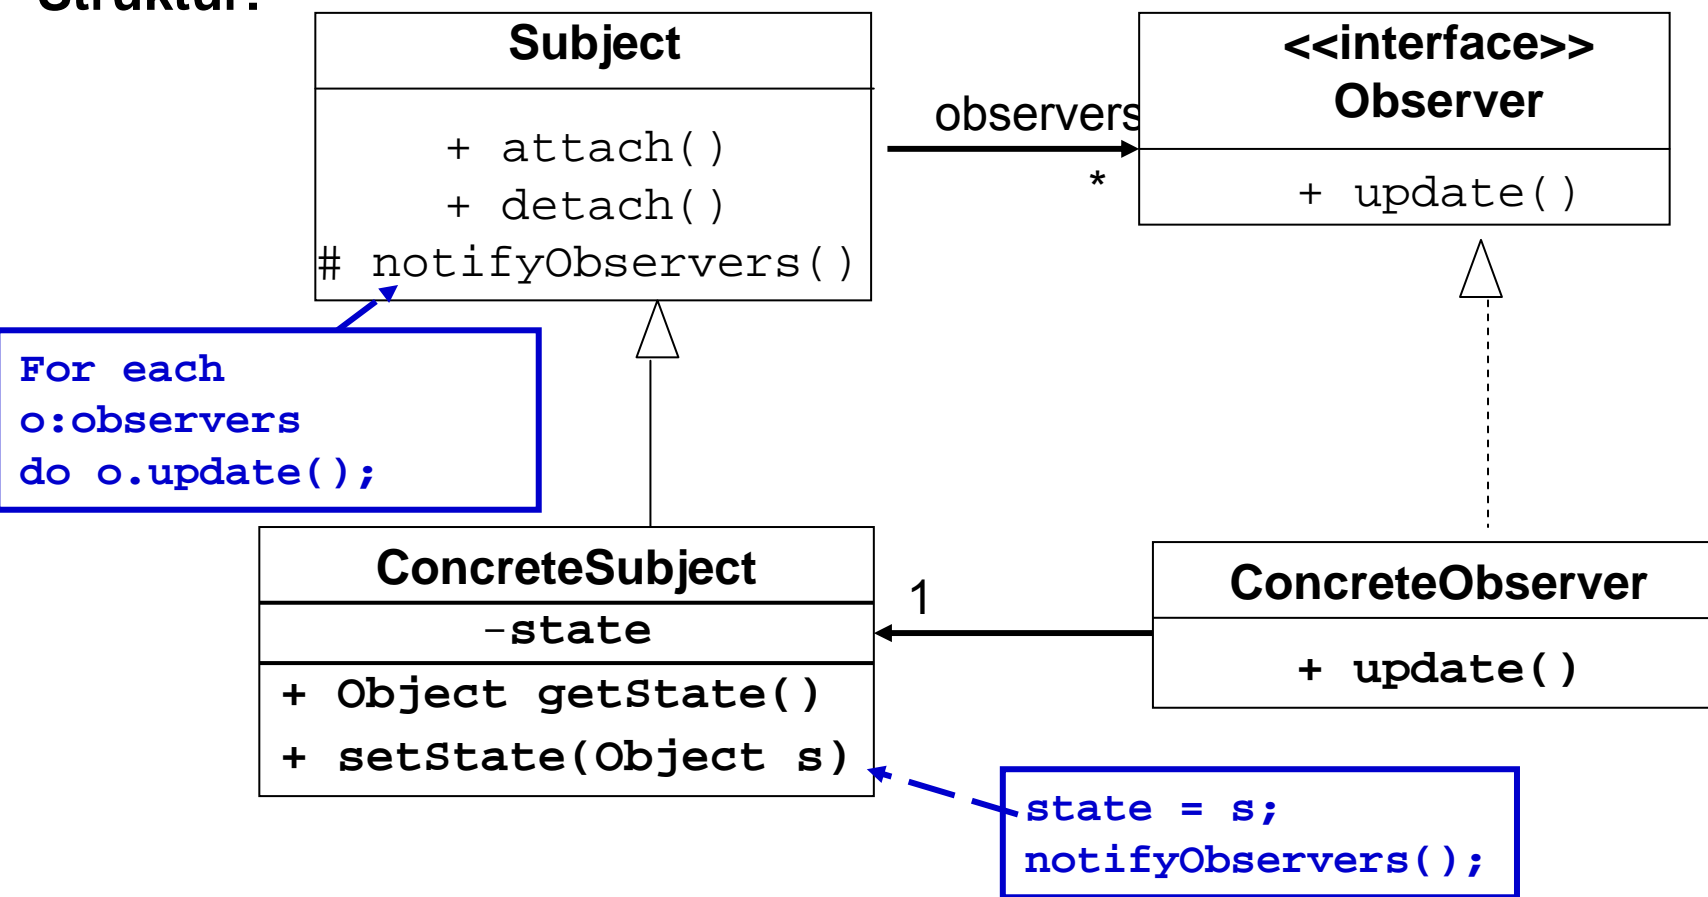 Struktur:
Subject
+ attach()
+ detach()
# notifyObservers()
observers
*
<<interface>>
Observer
+ update()
For each
o:observers
do o.update();
ConcreteSubject
-state
+ Object getState()
+ setState(Object s)
1
ConcreteObserver
+ update()
state = s;
notifyObservers();